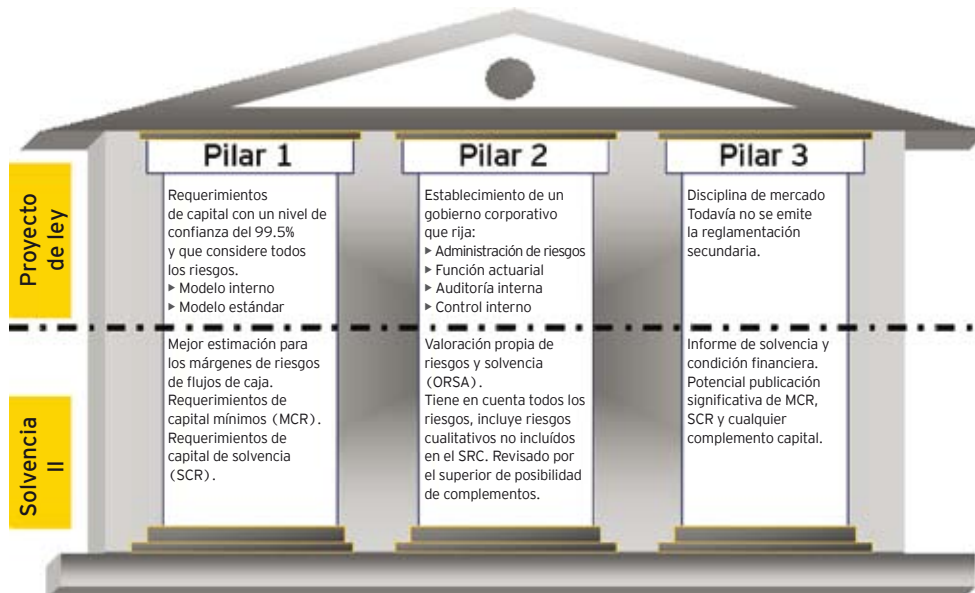 Proyecto
de ley
Solvencia
II
Pilar 1
Requerimientos
de capital con un nivel de
confianza del 99.5%
y que considere todos
los riesgos.
▸ Modelo interno
▸ Modelo estándar
Mejor estimación para
los márgenes de riesgos
de flujos de caja.
Requerimientos de
capital mínimos (MCR).
Requerimientos de
capital de solvencia
(SCR).
Pilar 2
Establecimiento de un
gobierno corporativo
que rija:
▸ Administración de riesgos
▸ Función actuarial
▸ Auditoría interna
▸ Control interno
Valoración propia de
riesgos y solvencia
(ORSA).
Tiene en cuenta todos los
riesgos, incluye riesgos
cualitativos no incluídos
en el SRC. Revisado por
el superior de posibilidad
de complementos.
Pilar 3
Disciplina de mercado
Todavía no se emite
la reglamentación
secundaria.
Informe de solvencia y
condición financiera.
Potencial publicación
significativa de MCR,
SCR y cualquier
complemento capital.